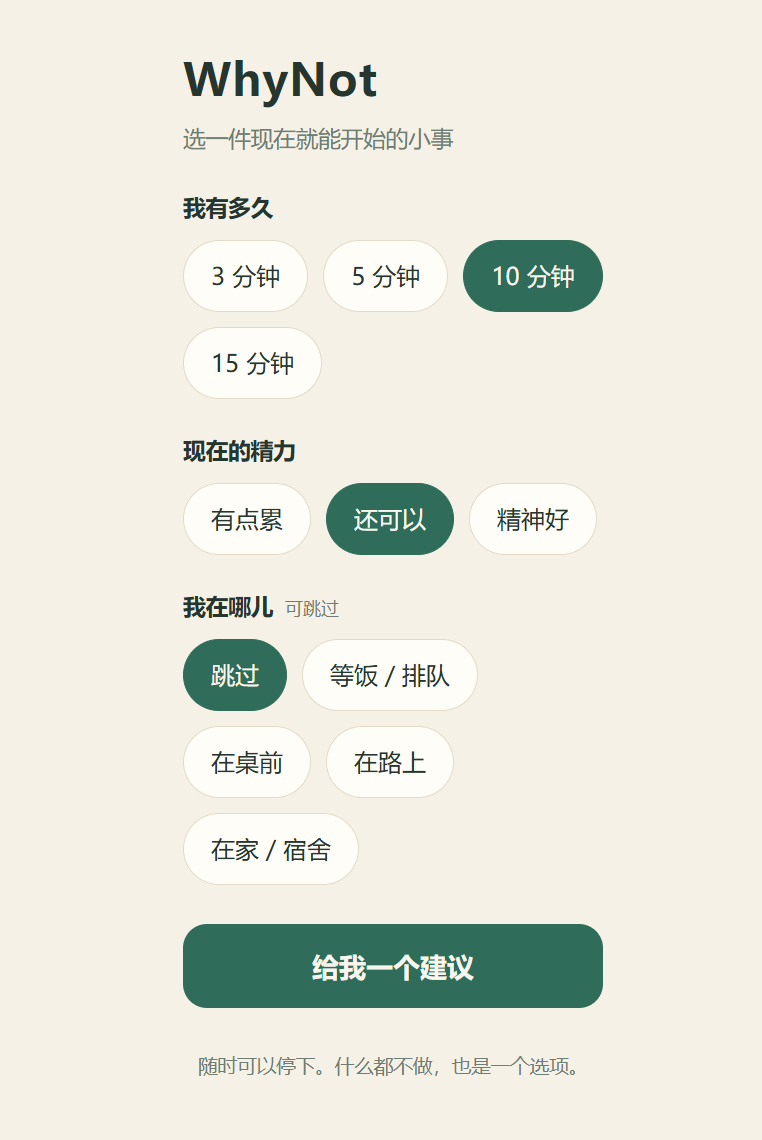 WhyNot
选一件现在就能开始的小事
我有多久
3 分钟 5 分钟 10 分钟
15 分钟
现在的精力
有点累 还可以 精神好
我在哪儿 可跳过
跳过 等饭 / 排队
在桌前 在路上
在家 / 宿舍
给我一个建议
随时可以停下。什么都不做，也是一个选项。